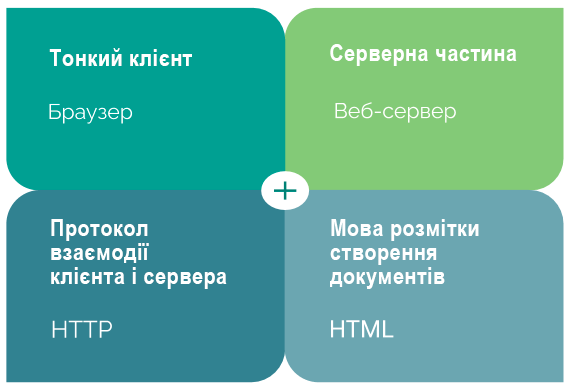 Тонкий клієнт
Браузер
Серверна частина
Веб-сервер
Протокол
взаємодії
клієнта і сервера
HTTP
Мова розмітки
створення
документів
HTML